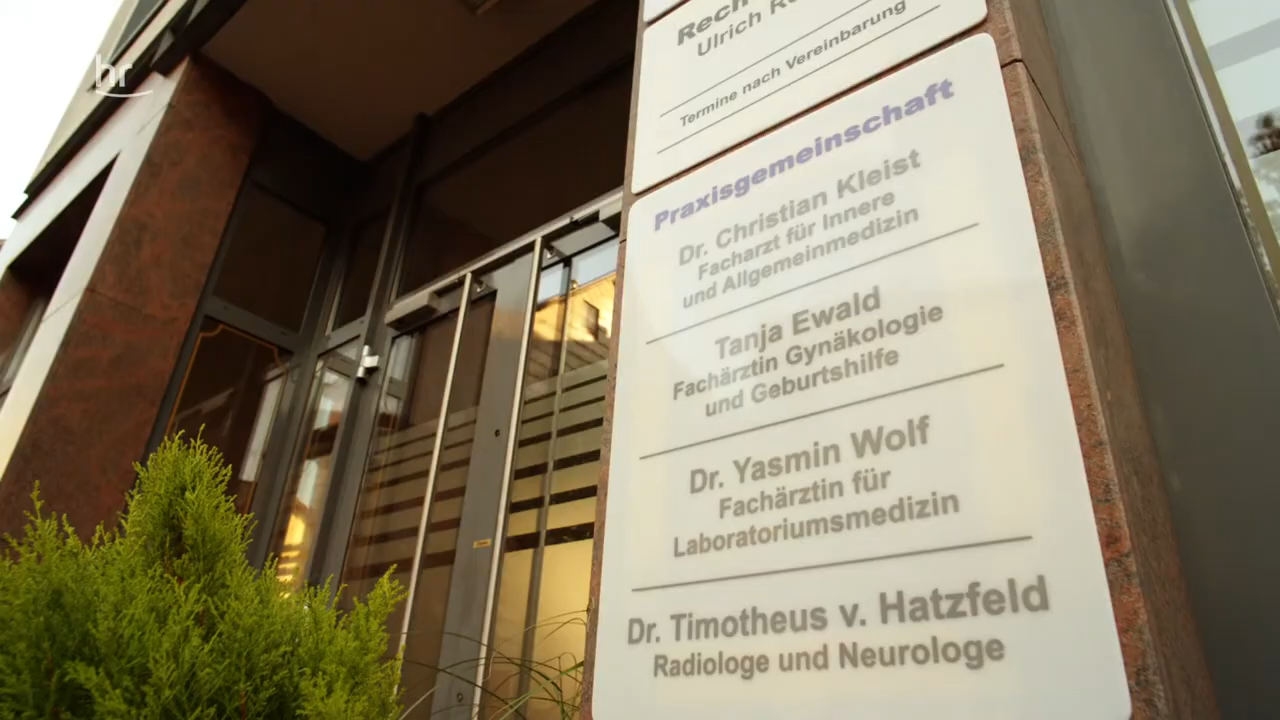 hr
Ulrich
Termine nach Vereinbarung
Praxisgemeinschaft
Dr. Christian Kleist
Facharzt für Innere
und Allgemeinmedizin
Tanja Ewald
Fachärztin Gynäkologie
und Geburtshilfe
Dr. Yasmin Wolf
Fachärztin für
Laboratoriumsmedizin
Dr. Timotheus v. Hatzfeld
Radiologe und Neurologe